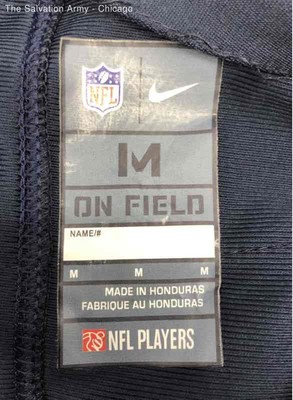 The Salvation Army - Chicago
NFL
M
ON FIELD
NAME/#
M M M
MADE IN HONDURAS
FABRIQUE AU HONDURAS
NFL PLAYERS